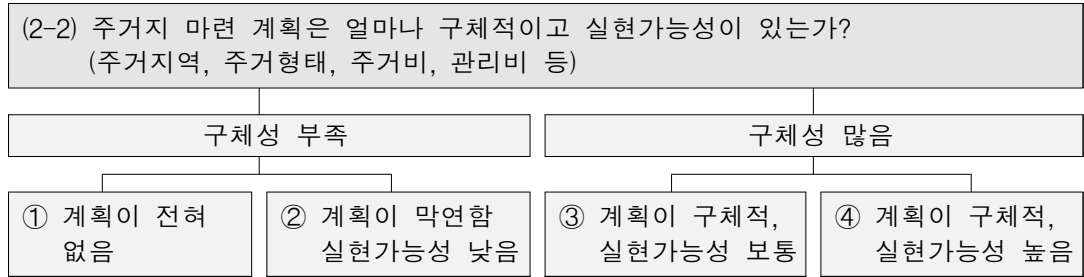 (2-2) 주거지 마련 계획은 얼마나 구체적이고 실현가능성이 있는가?
(주거지역, 주거형태, 주거비, 관리비 등)
구체성 부족
구체성 많음
① 계획이 전혀
없음
② 계획이 막연함
실현가능성 낮음
③ 계획이 구체적,
실현가능성 보통
④ 계획이 구체적,
실현가능성 높음